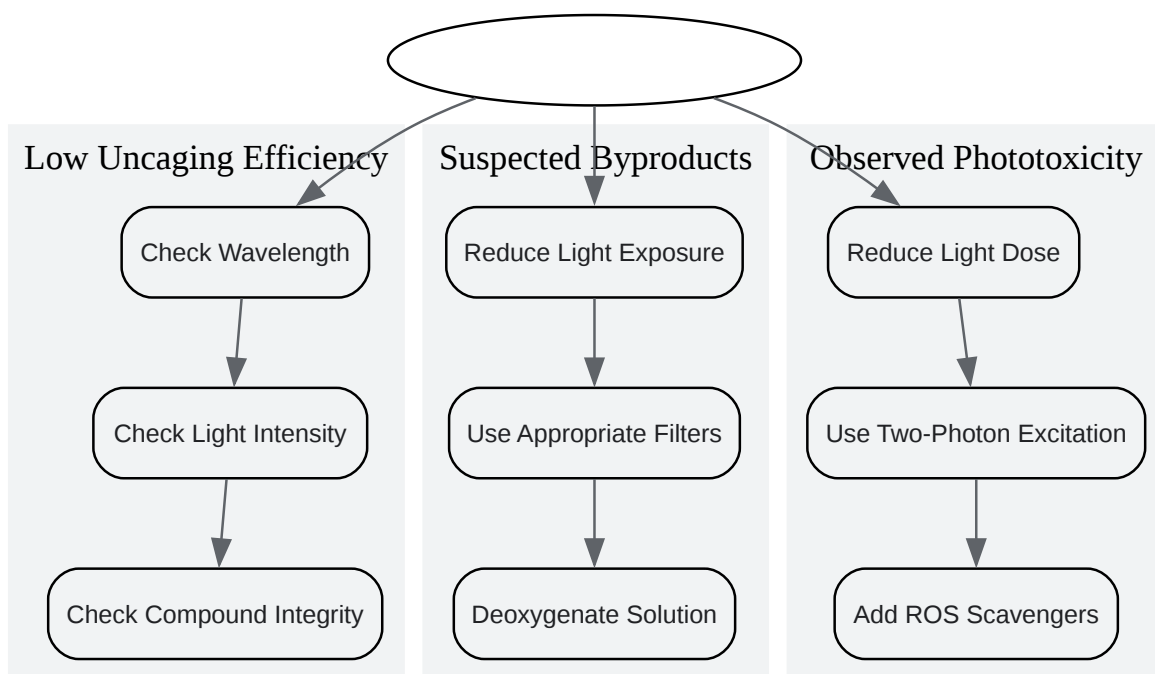 Low Uncaging Efficiency
Suspected Byproducts
Observed Phototoxicity
Check Wavelength
Reduce Light Exposure
Reduce Light Dose
Check Light Intensity
Use Appropriate Filters
Use Two-Photon Excitation
Check Compound Integrity
Deoxygenate Solution
Add ROS Scavengers